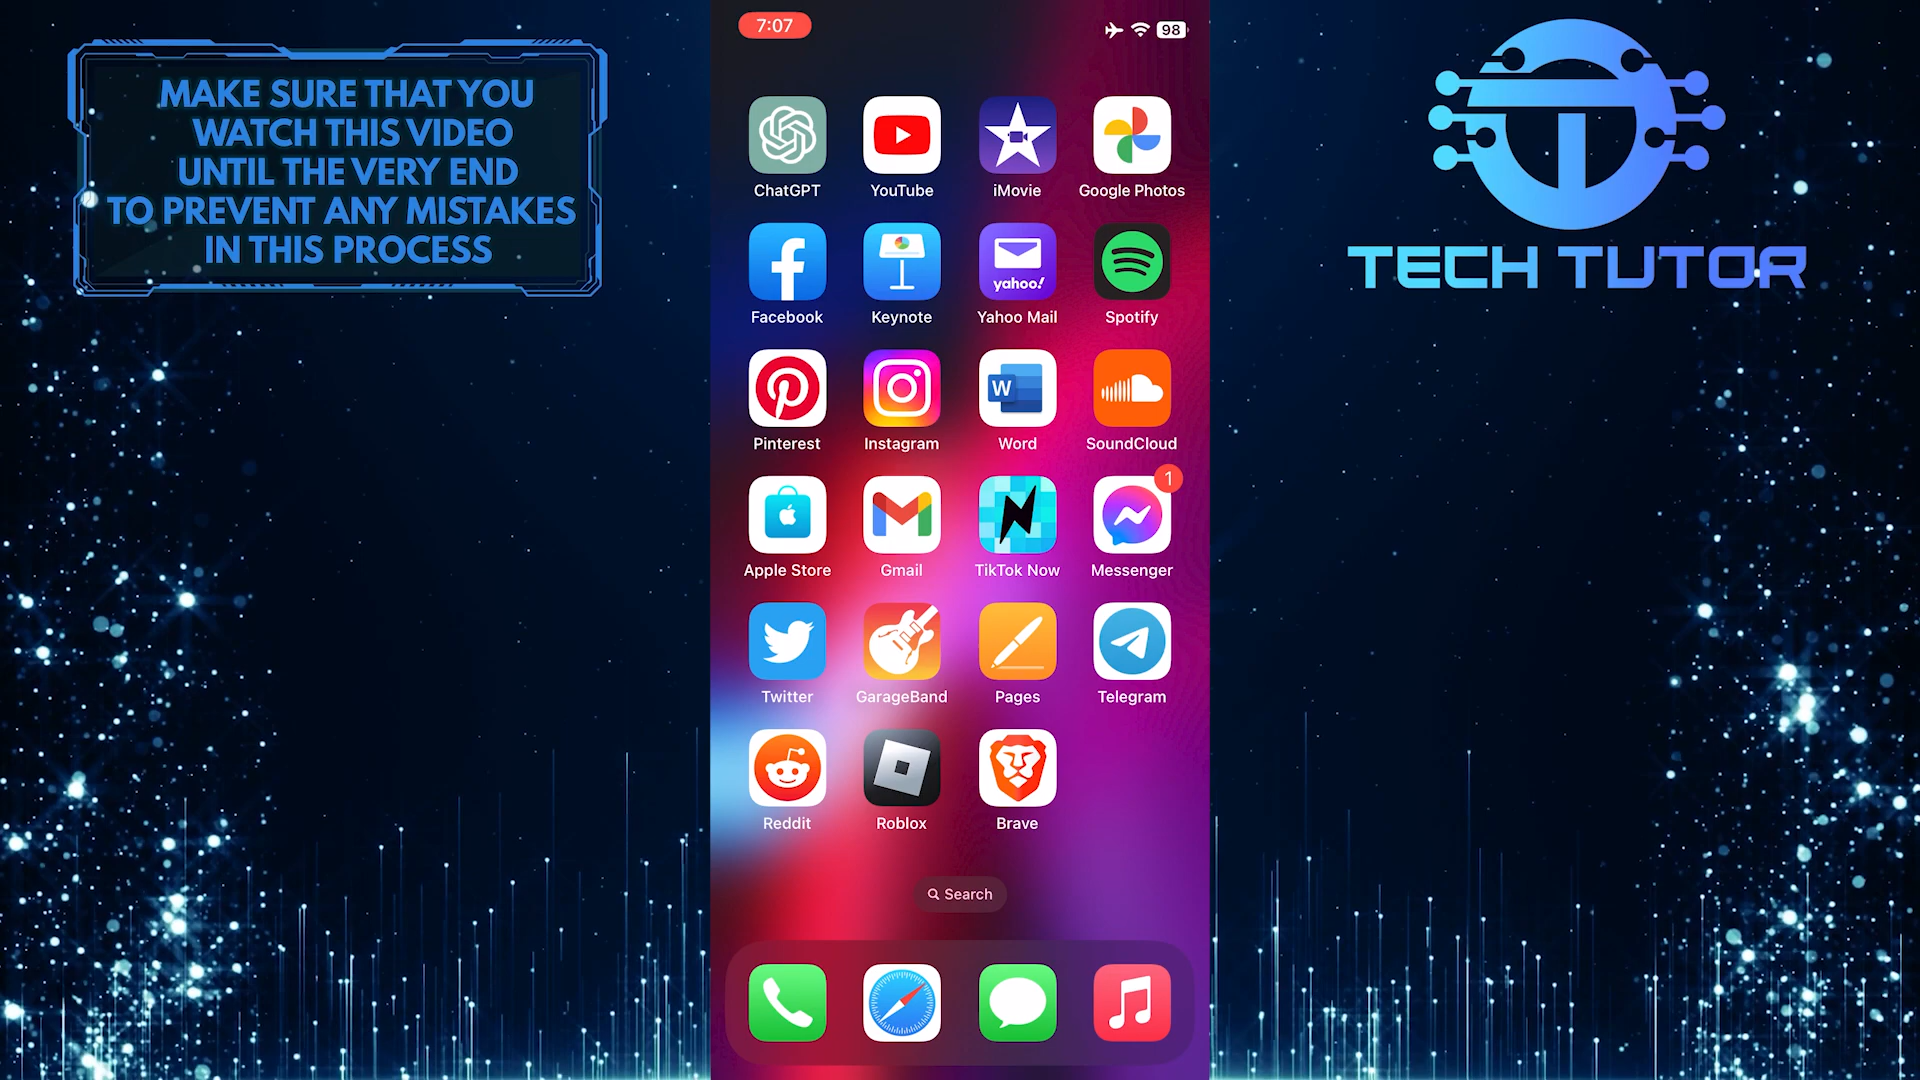 MAKE SURE THAT YOU
WATCH THIS VIDEO
UNTIL THE VERY END
TO PREVENT ANY MISTAKES
IN THIS PROCESS
7:07
98
ChatGPT
YouTube
iMovie
Google Photos
yahoo!
Facebook
Keynote
Yahoo Mail
Spotify
W
Pinterest
Instagram
Word
SoundCloud
1
Apple Store
Gmail
TikTok Now
Messenger
Twitter
GarageBand
Pages
Telegram
Reddit
Roblox
Brave
Search
TECH TUTOR